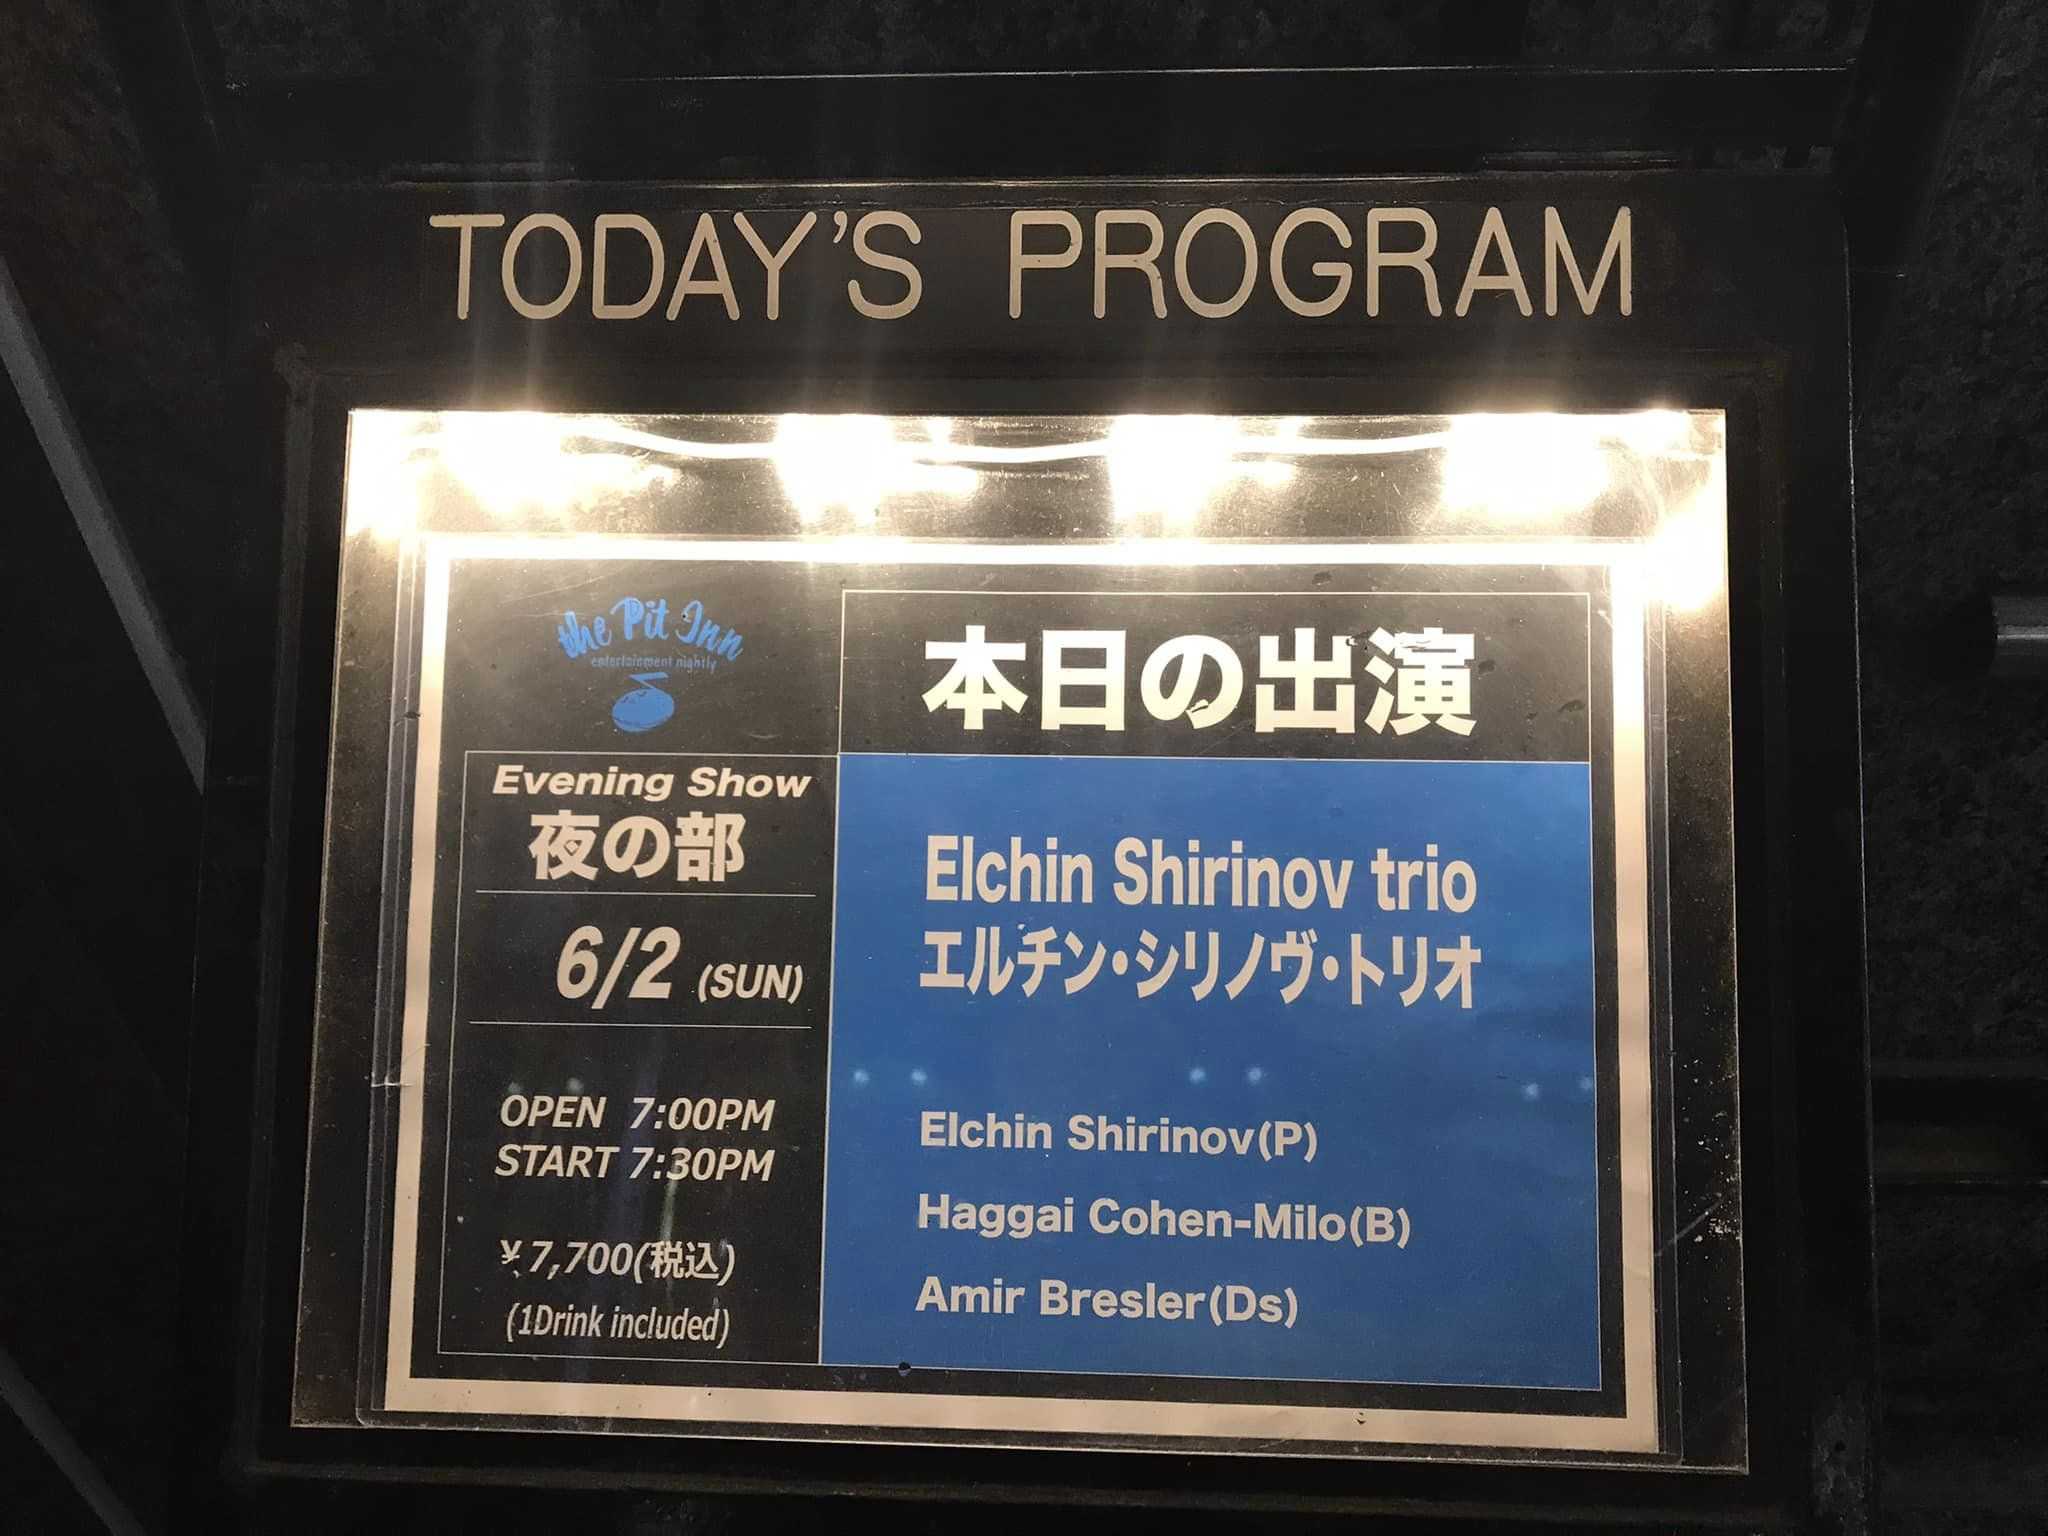 TODAY'S PROGRAM
the Pit Inn
entertainment nightly
本日の出演
Evening Show
夜の部
6/2 (SUN)
OPEN 7:00PM
START 7:30PM
¥7,700(税込)
(1Drink included)
Elchin Shirinov trio
エルチン・シリノヴ・トリオ
Elchin Shirinov(P)
Haggai Cohen-Milo(B)
Amir Bresler(Ds)